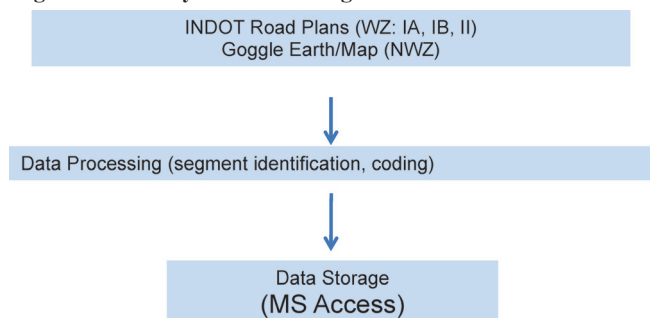 INDOT Road Plans (WZ: IA, IB, II)
Goggle Earth/Map (NWZ)
Data Processing (segment identification, coding)
Data Storage
(MS Access)